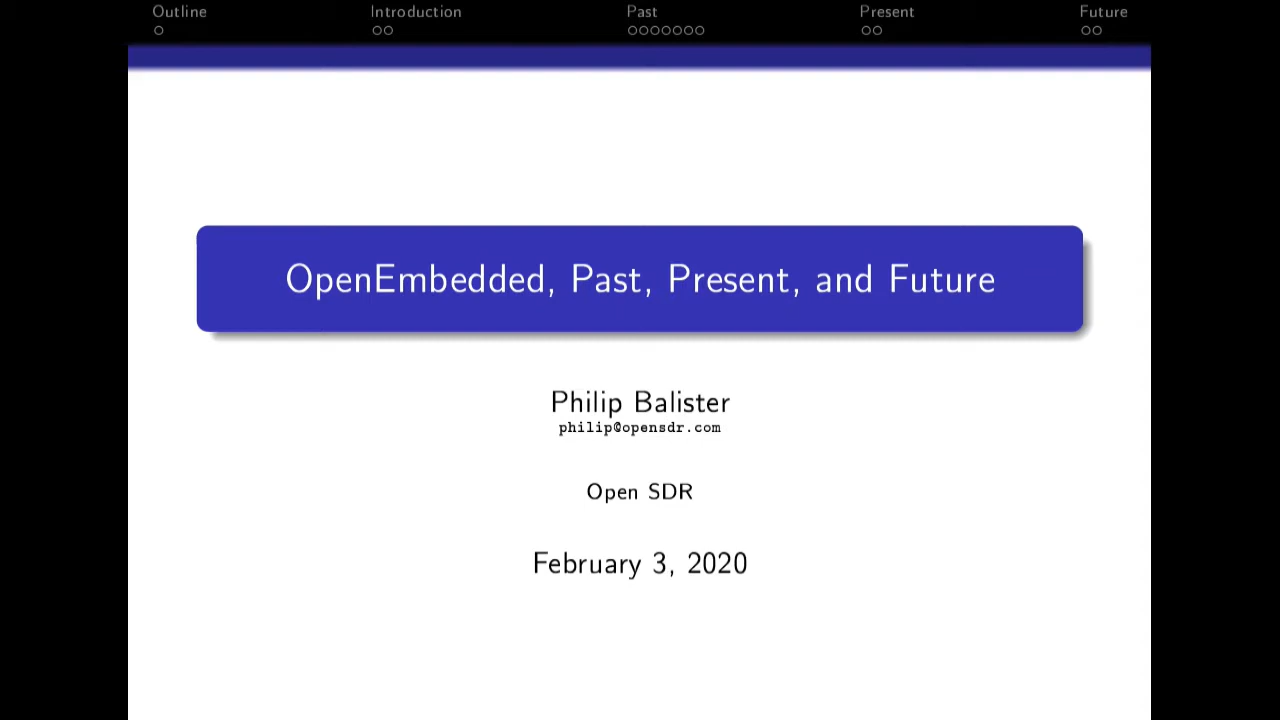 Outline Introduction Past Present Future
OpenEmbedded, Past, Present, and Future
Philip Balister
philip@opensdr.com
Open SDR
February 3, 2020